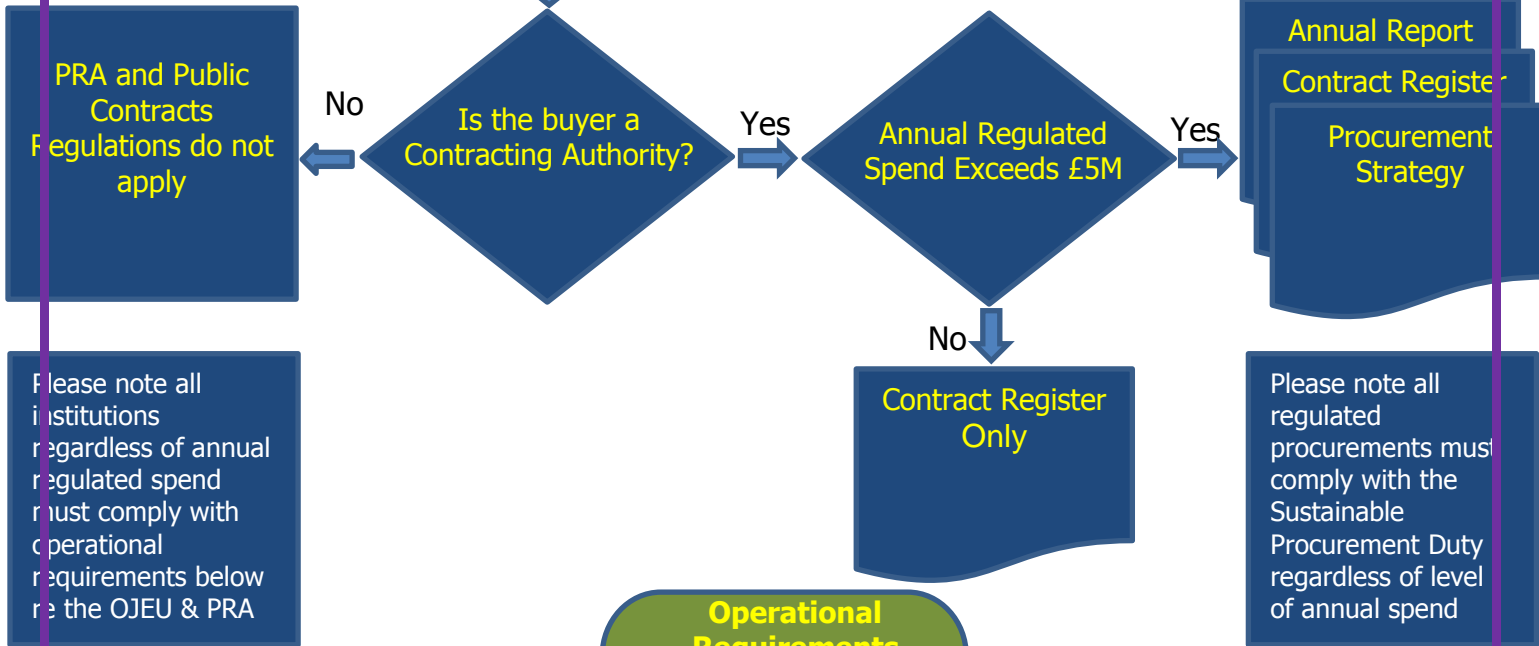 PRA and Public
Contracts
Regulations do not
apply
No
Is the buyer a
Contracting Authority?
Yes
Annual Regulated
Spend Exceeds £5M
Yes
Annual Report
Contract Register
Procurement
Strategy
No
Contract Register
Only
Please note all
institutions
regardless of annual
regulated spend
must comply with
operational
requirements below
re the OJEU & PRA
Please note all
regulated
procurements must
comply with the
Sustainable
Procurement Duty
regardless of level
of annual spend
Operational
Requirements